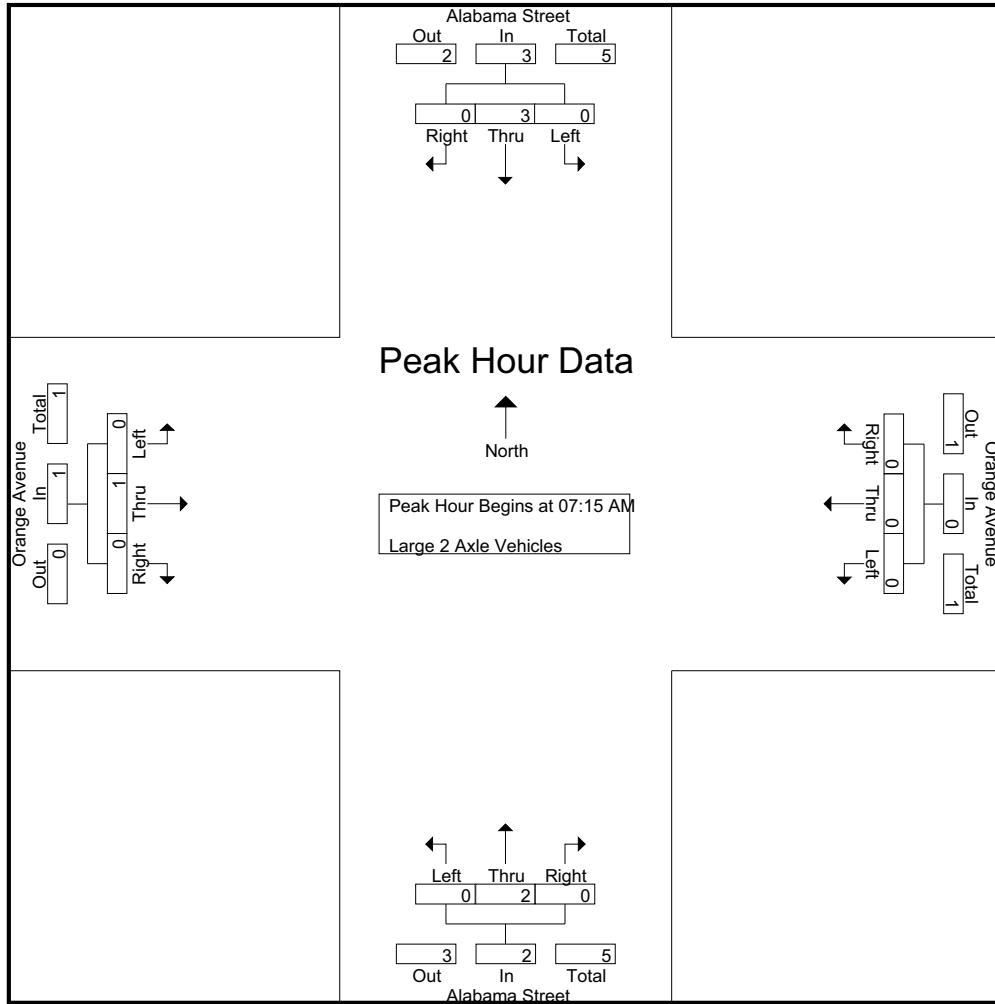 Alabama Street
Out In Total
2 3 5
0 3 0
Right Thru Left
Peak Hour Data
North
Peak Hour Begins at 07:15 AM
Large 2 Axle Vehicles
Orange Avenue
Total In Out
1 1 0
0 1 0
Left Thru Right
Orange Avenue
Out In Total
1 0 1
0 0 0
Right Thru Left
Left Thru Right
0 2 0
3 2 5
Out In Total
Alabama Street